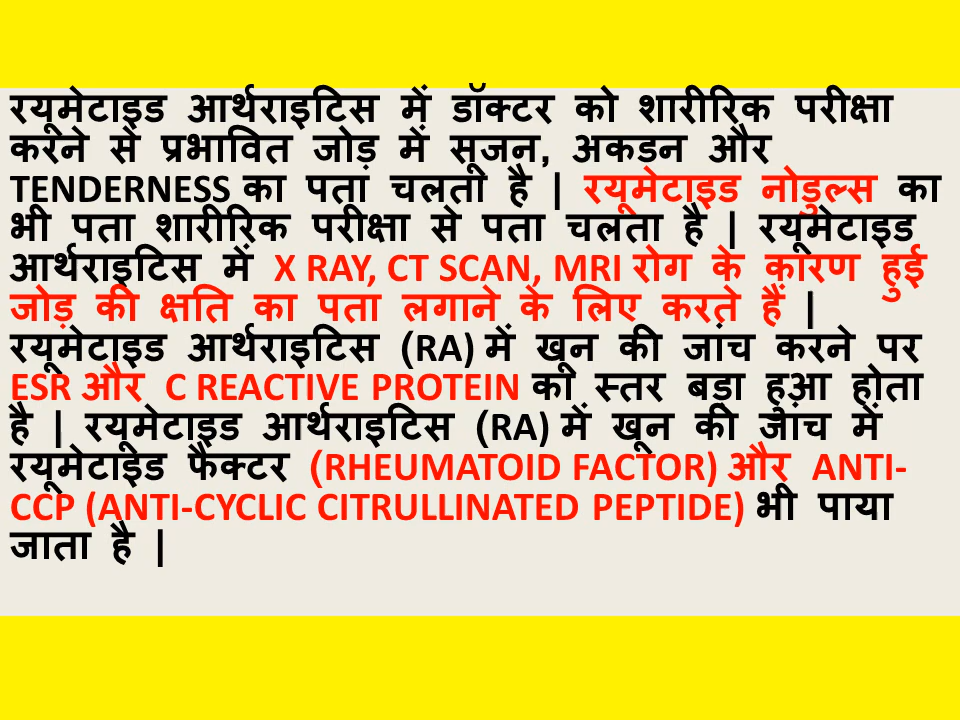 रयूमेटाइड आर्थराइटिस में डॉक्टर को शारीरिक परीक्षा
करने से प्रभावित जोड़ में सूजन, अकडन और
TENDERNESS का पता चलता है | रयूमेटाइड नोडुल्स का
भी पता शारीरिक परीक्षा से पता चलता है | रयूमेटाइड
आर्थराइटिस में X RAY, CT SCAN, MRI रोग के कारण हुई
जोड़ की क्षति का पता लगाने के लिए करते हैं |
रयूमेटाइड आर्थराइटिस (RA) में खून की जांच करने पर
ESR और C REACTIVE PROTEIN का स्तर बड़ा हुआ होता
है | रयूमेटाइड आर्थराइटिस (RA) में खून की जांच में
रयूमेटाइड फैक्टर (RHEUMATOID FACTOR) और ANTI-
CCP (ANTI-CYCLIC CITRULLINATED PEPTIDE) भी पाया
जाता है |